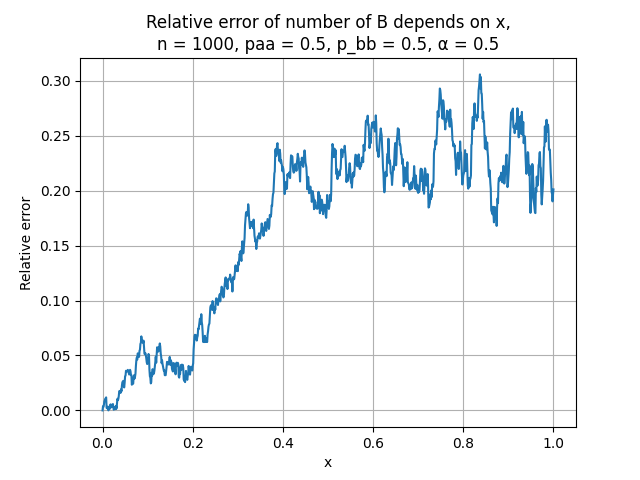 Relative error of number of B depends on x,
n = 1000, paa = 0.5, p_bb = 0.5, α = 0.5
0.30
0.25
0.20
0.15
0.10
0.05
0.00
Relative error
0.0 0.2 0.4 0.6 0.8 1.0
x